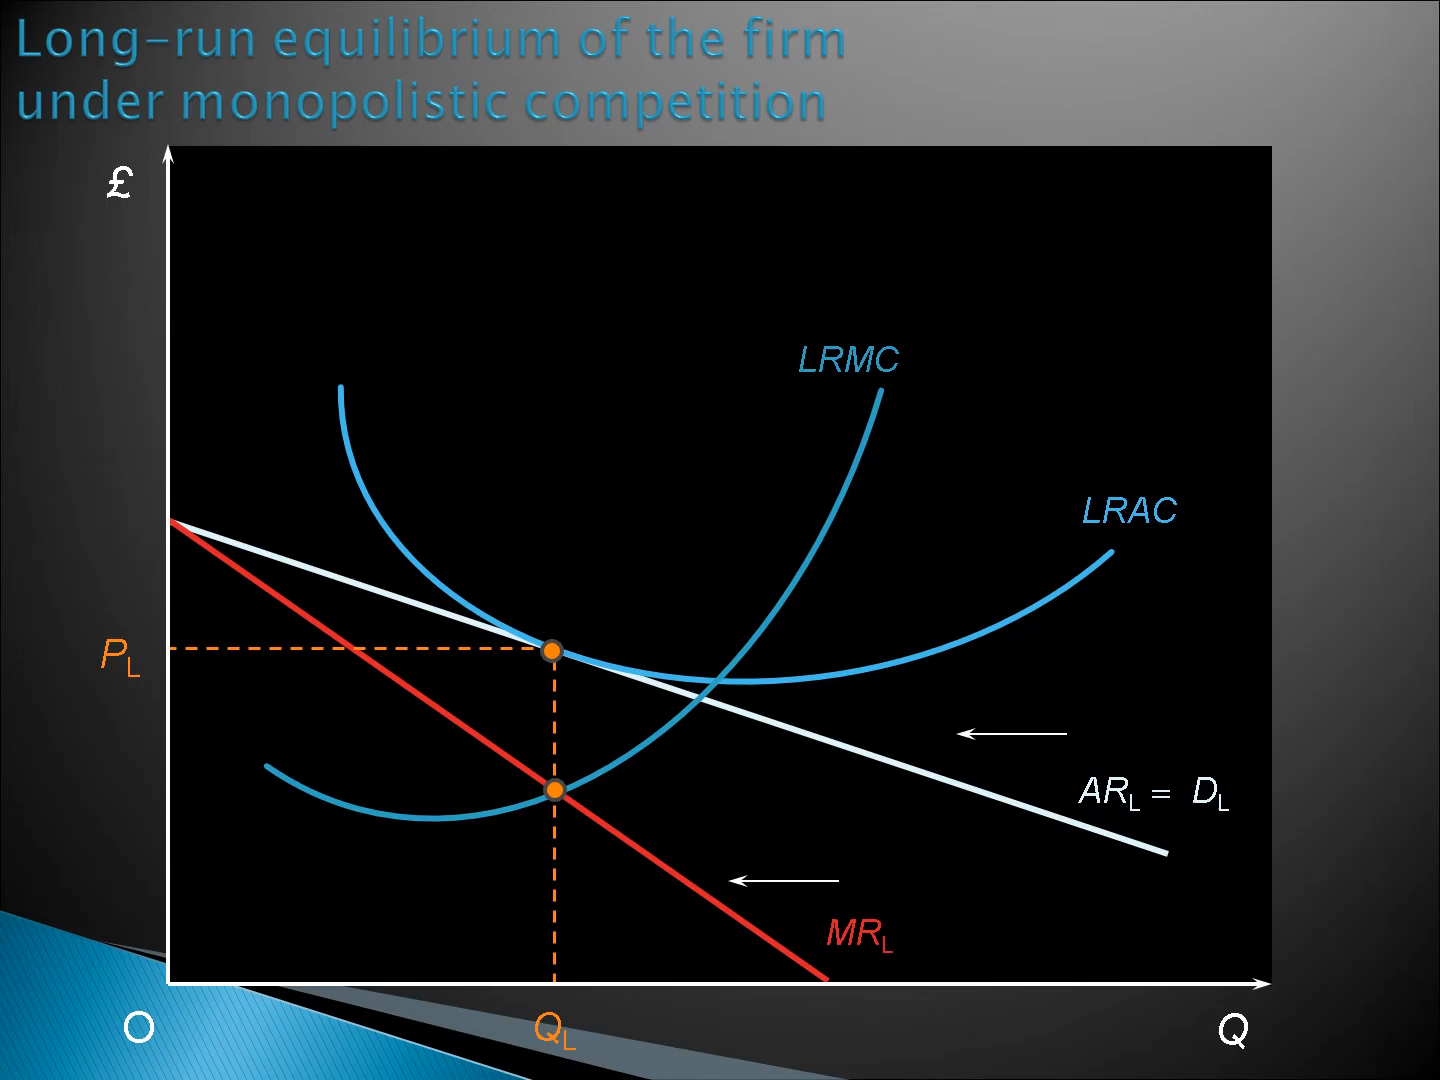 Long-run equilibrium of the firm
under monopolistic competition
£
LRMC
LRAC
PL
ARL = DL
MRL
O
QL
Q